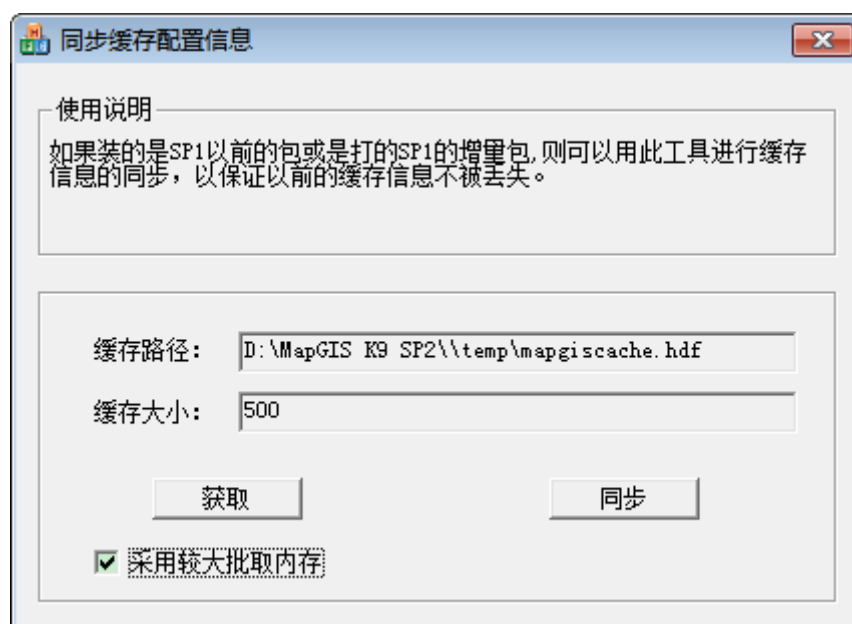 同步缓存配置信息
使用说明
如果装的是SP1以前的包或是打的SP1的增量包,则可以用此工具进行缓存
信息的同步，以保证以前的缓存信息不被丢失。
缓存路径: D:\MapGIS K9 SP2\\temp\mapgiscache.hdf
缓存大小: 500
获取 同步
采用较大批取内存